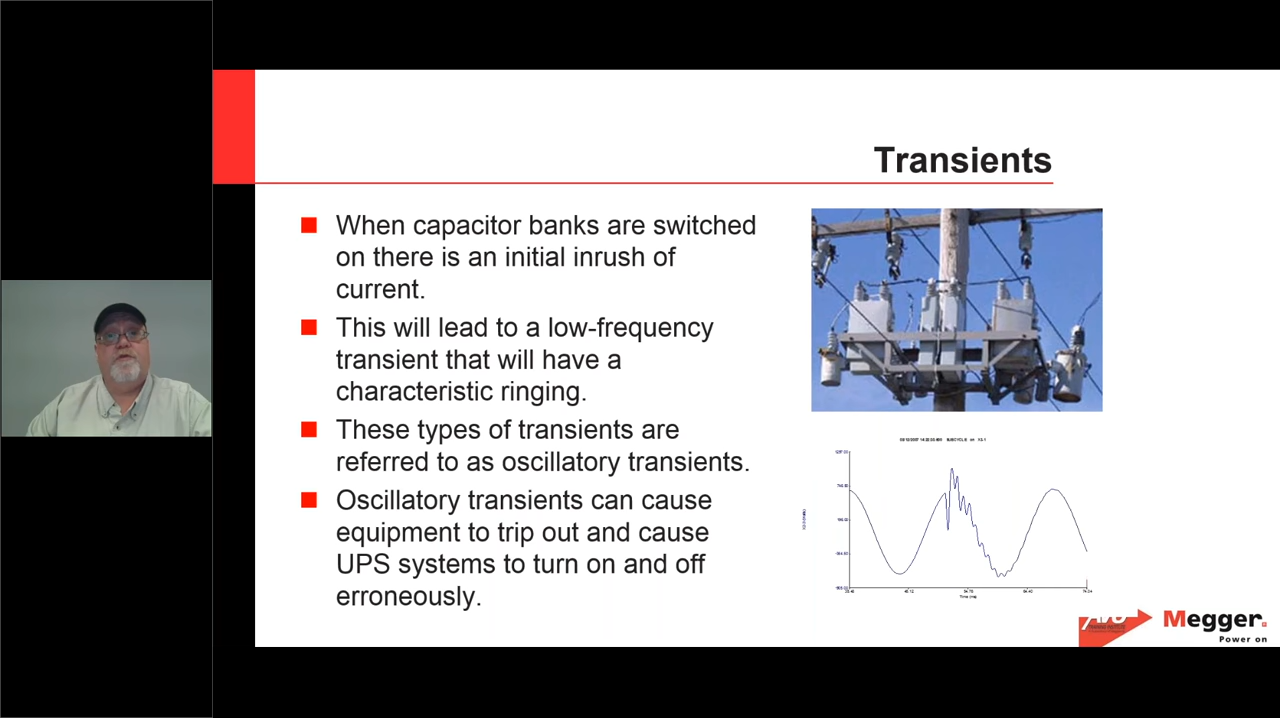 Transients
When capacitor banks are switched
on there is an initial inrush of
current.
This will lead to a low-frequency
transient that will have a
characteristic ringing.
These types of transients are
referred to as oscillatory transients.
Oscillatory transients can cause
equipment to trip out and cause
UPS systems to turn on and off
erroneously.
Time (ms)
Megger.
Power on